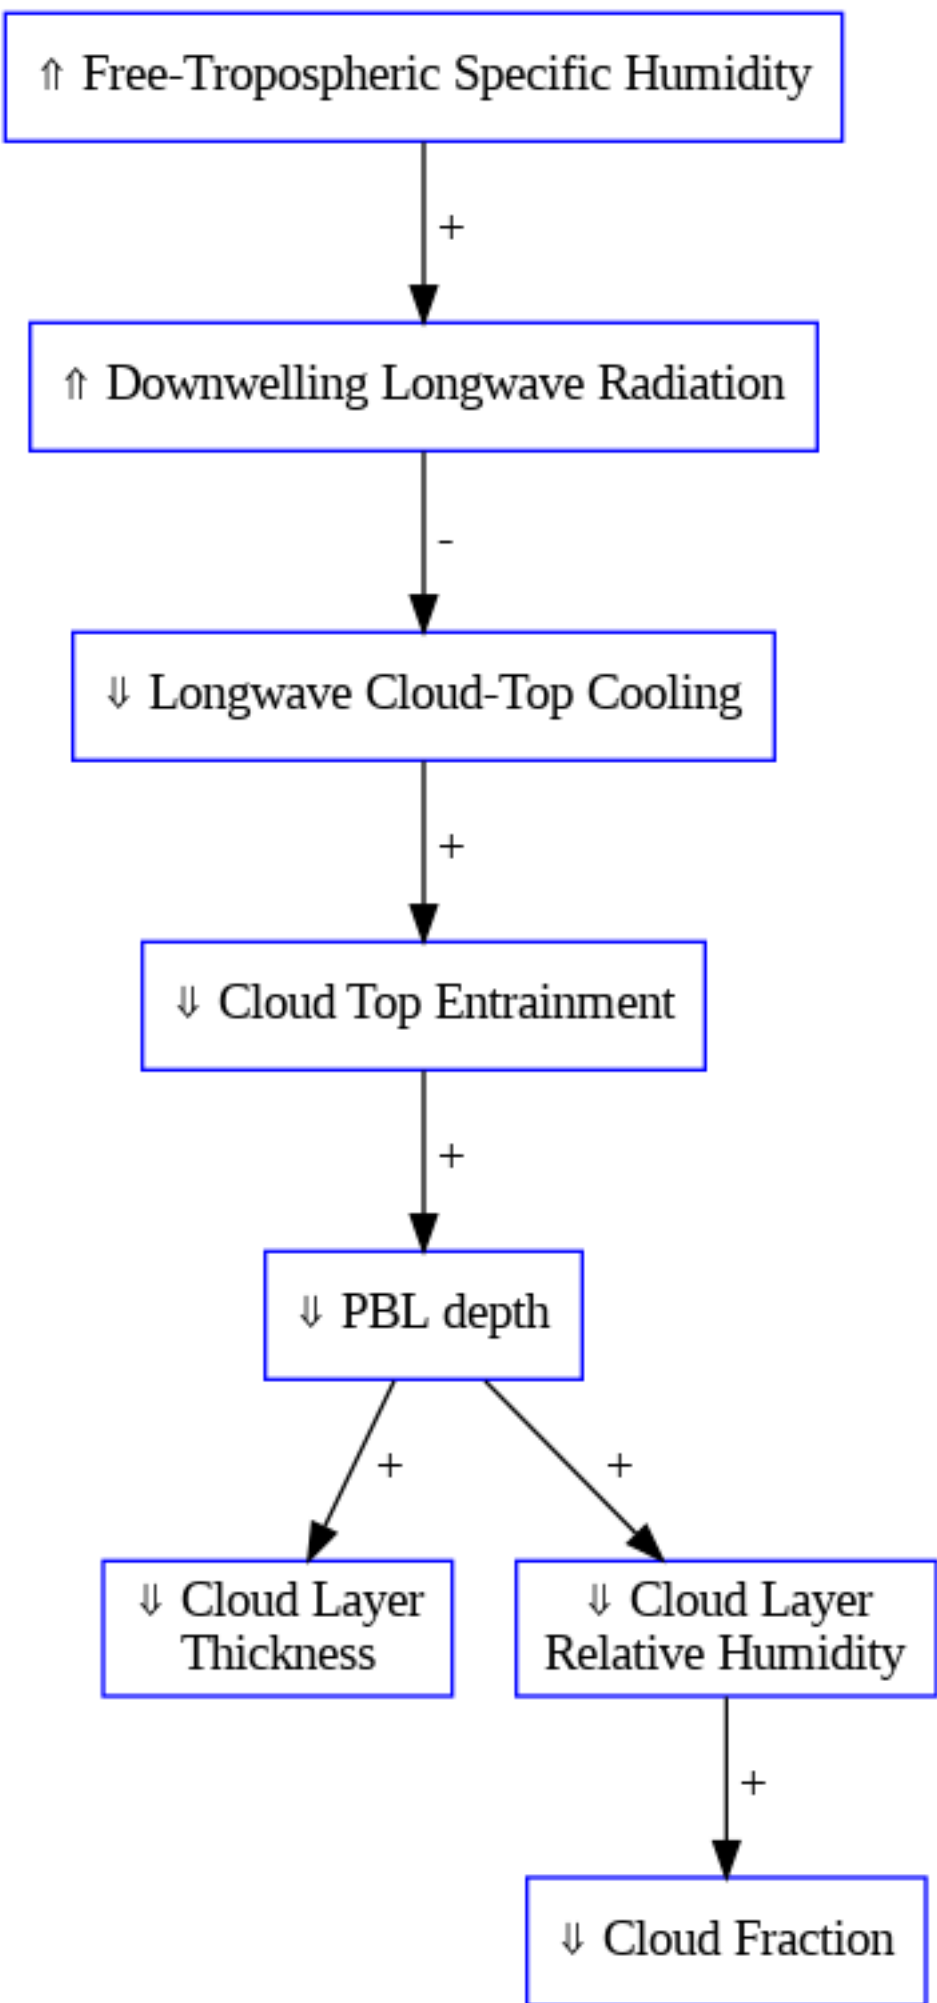 ⇑ Free-Tropospheric Specific Humidity
+
⇑ Downwelling Longwave Radiation
-
⇓ Longwave Cloud-Top Cooling
+
⇓ Cloud Top Entrainment
+
⇓ PBL depth
+
+
⇓ Cloud Layer
Thickness
⇓ Cloud Layer
Relative Humidity
+
⇓ Cloud Fraction